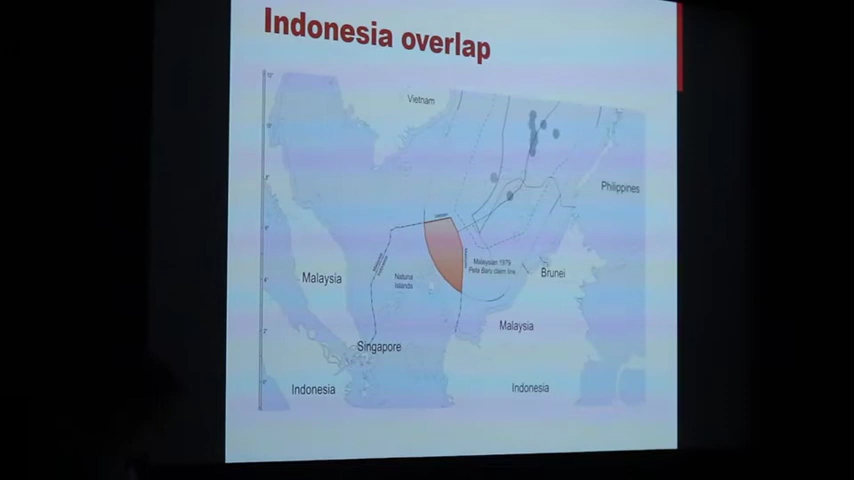 Indonesia overlap
Vietnam
Philippines
Malaysia
Natuna
Islands
Malaysian 1979
Peta Baru claim line
Brunei
Malaysia
Singapore
Indonesia
Indonesia